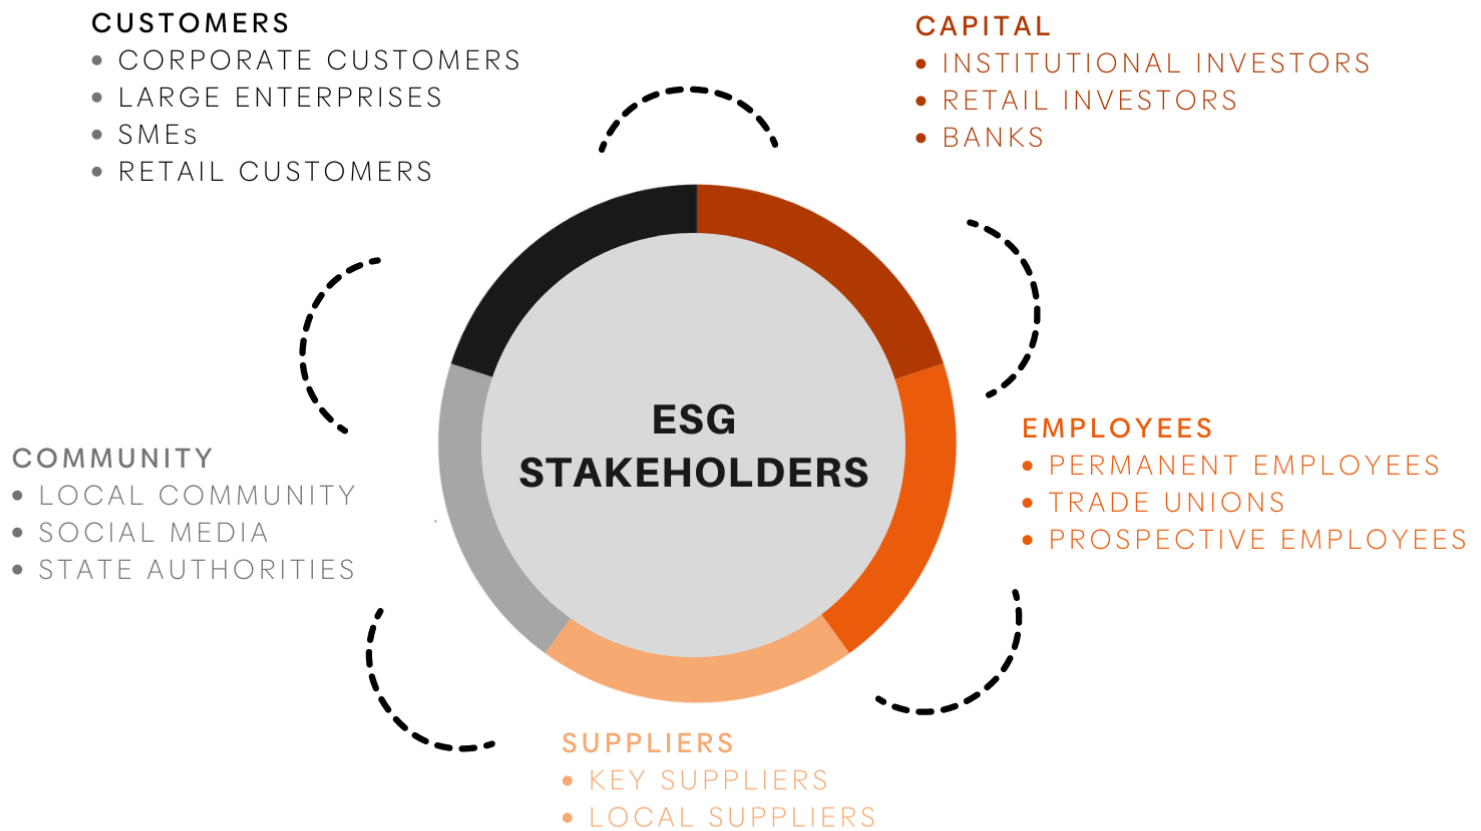 CUSTOMERS
• CORPORATE CUSTOMERS
• LARGE ENTERPRISES
• SMEs
• RETAIL CUSTOMERS
CAPITAL
• INSTITUTIONAL INVESTORS
• RETAIL INVESTORS
• BANKS
ESG
STAKEHOLDERS
EMPLOYEES
• PERMANENT EMPLOYEES
• TRADE UNIONS
• PROSPECTIVE EMPLOYEES
COMMUNITY
• LOCAL COMMUNITY
• SOCIAL MEDIA
• STATE AUTHORITIES
SUPPLIERS
• KEY SUPPLIERS
• LOCAL SUPPLIERS